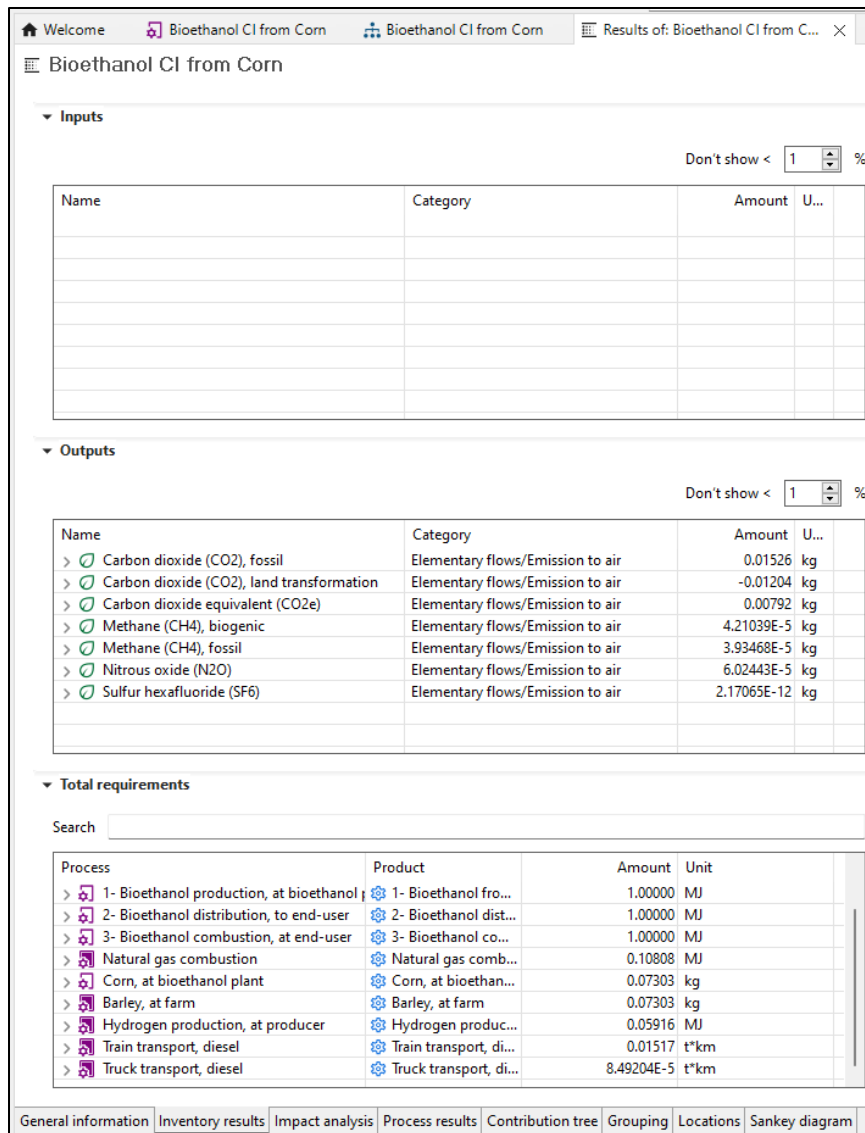 Welcome Bioethanol CI from Corn Bioethanol CI from Corn Results of: Bioethanol CI from C...
Bioethanol CI from Corn
Inputs
Don't show < 1 %
Name Category Amount U...
Outputs
Don't show < 1 %
Name Category Amount U...
Carbon dioxide (CO2), fossil Elementary flows/Emission to air 0.01526 kg
Carbon dioxide (CO2), land transformation Elementary flows/Emission to air -0.01204 kg
Carbon dioxide equivalent (CO2e) Elementary flows/Emission to air 0.00792 kg
Methane (CH4), biogenic Elementary flows/Emission to air 4.21039E-5 kg
Methane (CH4), fossil Elementary flows/Emission to air 3.93468E-5 kg
Nitrous oxide (N2O) Elementary flows/Emission to air 6.02443E-5 kg
Sulfur hexafluoride (SF6) Elementary flows/Emission to air 2.17065E-12 kg
Total requirements
Search
Process Product Amount Unit
1- Bioethanol production, at bioethanol p 1- Bioethanol fro... 1.00000 MJ
2- Bioethanol distribution, to end-user 2- Bioethanol dist... 1.00000 MJ
3- Bioethanol combustion, at end-user 3- Bioethanol co... 1.00000 MJ
Natural gas combustion Natural gas comb... 0.10808 MJ
Corn, at bioethanol plant Corn, at bioethan... 0.07303 kg
Barley, at farm Barley, at farm 0.07303 kg
Hydrogen production, at producer Hydrogen produc... 0.05916 MJ
Train transport, diesel Train transport, di... 0.01517 t*km
Truck transport, diesel Truck transport, di... 8.49204E-5 t*km
General information Inventory results Impact analysis Process results Contribution tree Grouping Locations Sankey diagram